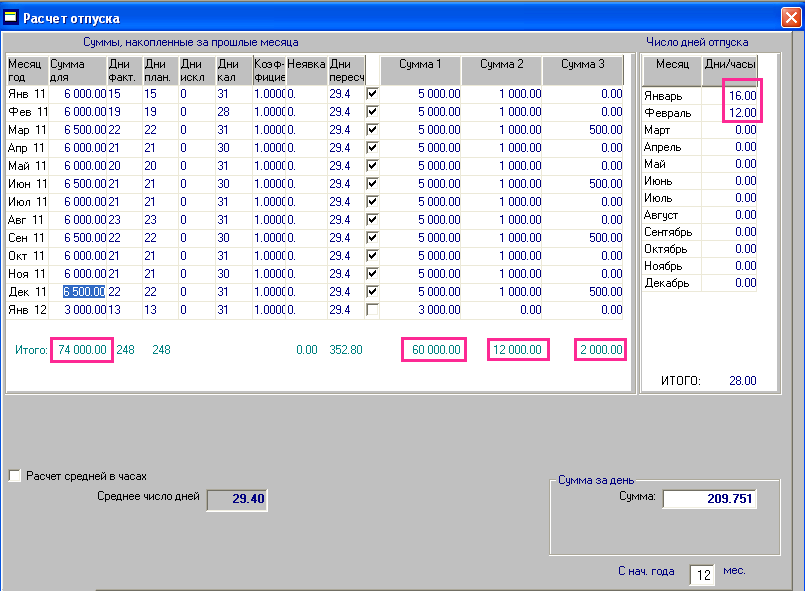 Расчет отпуска
Суммы, накопленные за прошлые месяца
Месяц год Сумма для Дни факт. Дни план. Дни искл Дни кал Коэф-фицие Неявка Дни пересч Сумма 1 Сумма 2 Сумма 3
Янв 11 6 000.00 15 15 0 31 1.0000 0. 29.4 5 000.00 1 000.00 0.00
Фев 11 6 000.00 19 19 0 28 1.0000 0. 29.4 5 000.00 1 000.00 0.00
Мар 11 6 500.00 22 22 0 31 1.0000 0. 29.4 5 000.00 1 000.00 500.00
Апр 11 6 000.00 21 21 0 30 1.0000 0. 29.4 5 000.00 1 000.00 0.00
Май 11 6 000.00 20 20 0 31 1.0000 0. 29.4 5 000.00 1 000.00 0.00
Июн 11 6 500.00 21 21 0 30 1.0000 0. 29.4 5 000.00 1 000.00 500.00
Июл 11 6 000.00 21 21 0 31 1.0000 0. 29.4 5 000.00 1 000.00 0.00
Авг 11 6 000.00 23 23 0 31 1.0000 0. 29.4 5 000.00 1 000.00 0.00
Сен 11 6 500.00 22 22 0 30 1.0000 0. 29.4 5 000.00 1 000.00 500.00
Окт 11 6 000.00 21 21 0 31 1.0000 0. 29.4 5 000.00 1 000.00 0.00
Ноя 11 6 000.00 21 21 0 30 1.0000 0. 29.4 5 000.00 1 000.00 0.00
Дек 11 6 500.00 22 22 0 31 1.0000 0. 29.4 5 000.00 1 000.00 500.00
Янв 12 3 000.00 13 13 0 31 1.0000 0. 29.4 3 000.00 0.00 0.00
Итого: 74 000.00 248 248 0.00 352.80 60 000.00 12 000.00 2 000.00
Число дней отпуска
Месяц Дни/часы
Январь 16.00
Февраль 12.00
Март 0.00
Апрель 0.00
Май 0.00
Июнь 0.00
Июль 0.00
Август 0.00
Сентябрь 0.00
Октябрь 0.00
Ноябрь 0.00
Декабрь 0.00
ИТОГО: 28.00
Расчет средней в часах
Среднее число дней 29.40
Сумма за день
Сумма: 209.751
С нач. года 12 мес.